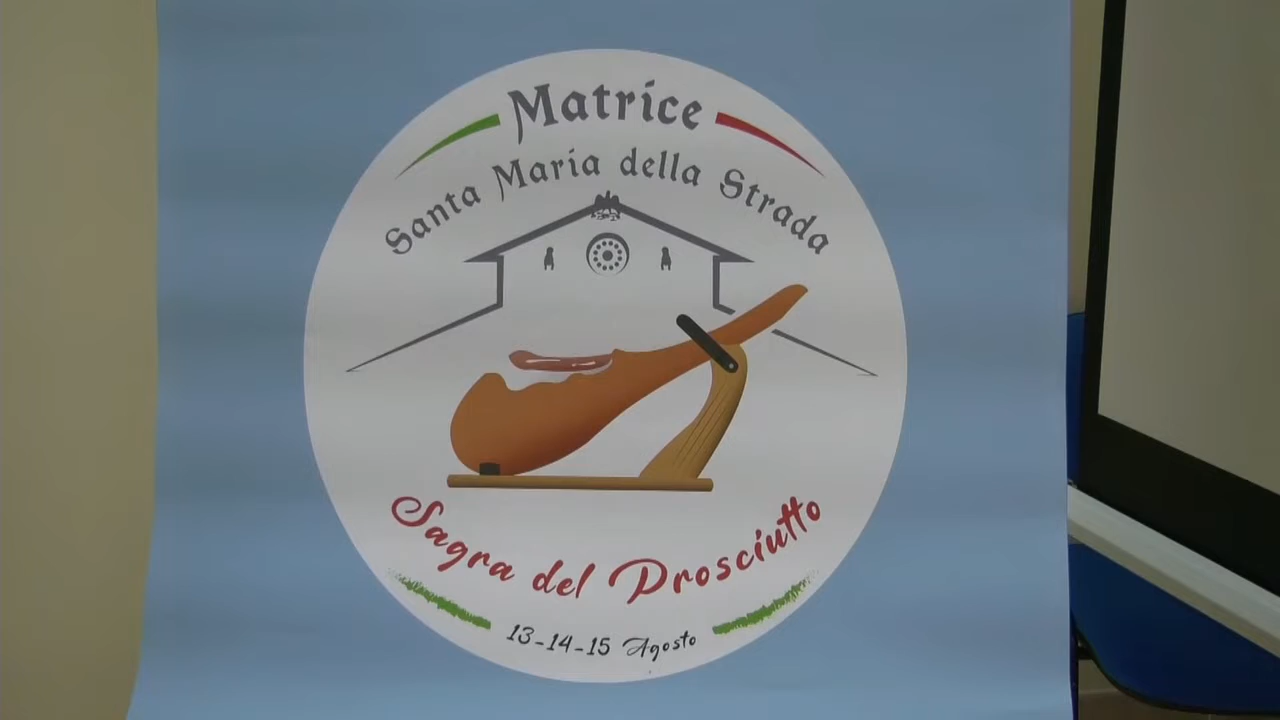 Matrice
Santa Maria della Strada
Sagra del Prosciutto
13-14-15 Agosto